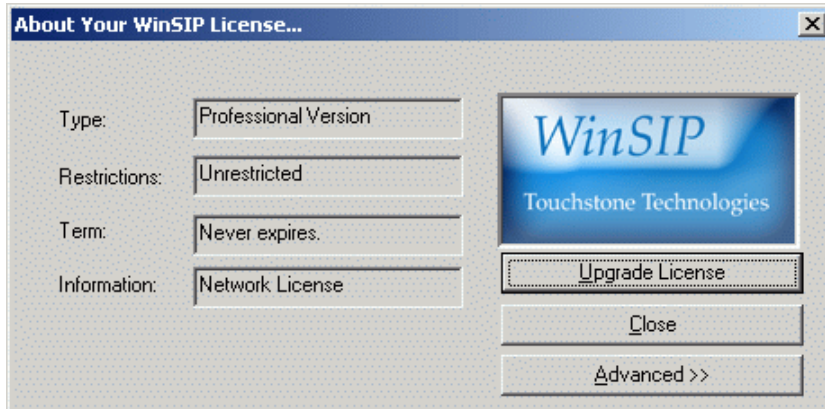 About Your WinSIP License...
Type:
Professional Version
Restrictions:
Unrestricted
Term:
Never expires.
Information:
Network License
WinSIP
Touchstone Technologies
Upgrade License
Close
Advanced >>